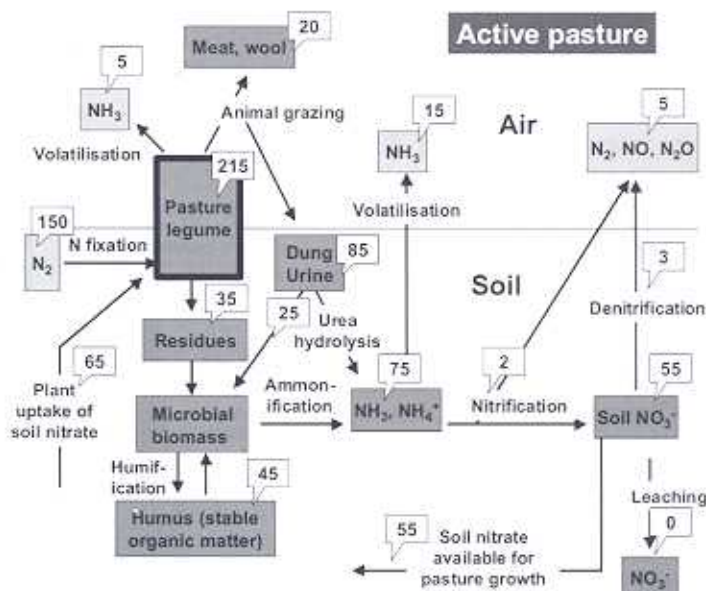 20
Active pasture
Meat, wool
5
NH₃
Animal grazing
15
Air
5
Volatilisation
NH₃
N₂, NO, N₂O
215
Pasture
legume
Volatilisation
150
N₂
N fixation
Dung
Urine
85
Soil
3
35
25
Urea
hydrolysis
Denitrification
Residues
65
Plant
uptake of
soil nitrate
Ammon-
ification
75
2
55
Microbial
biomass
NH₃, NH₄⁺
Nitrification
Soil NO₃⁻
Humif-
ication
45
Leaching
0
Humus (stable
organic matter)
55
Soil nitrate
available for
pasture growth
NO₃⁻